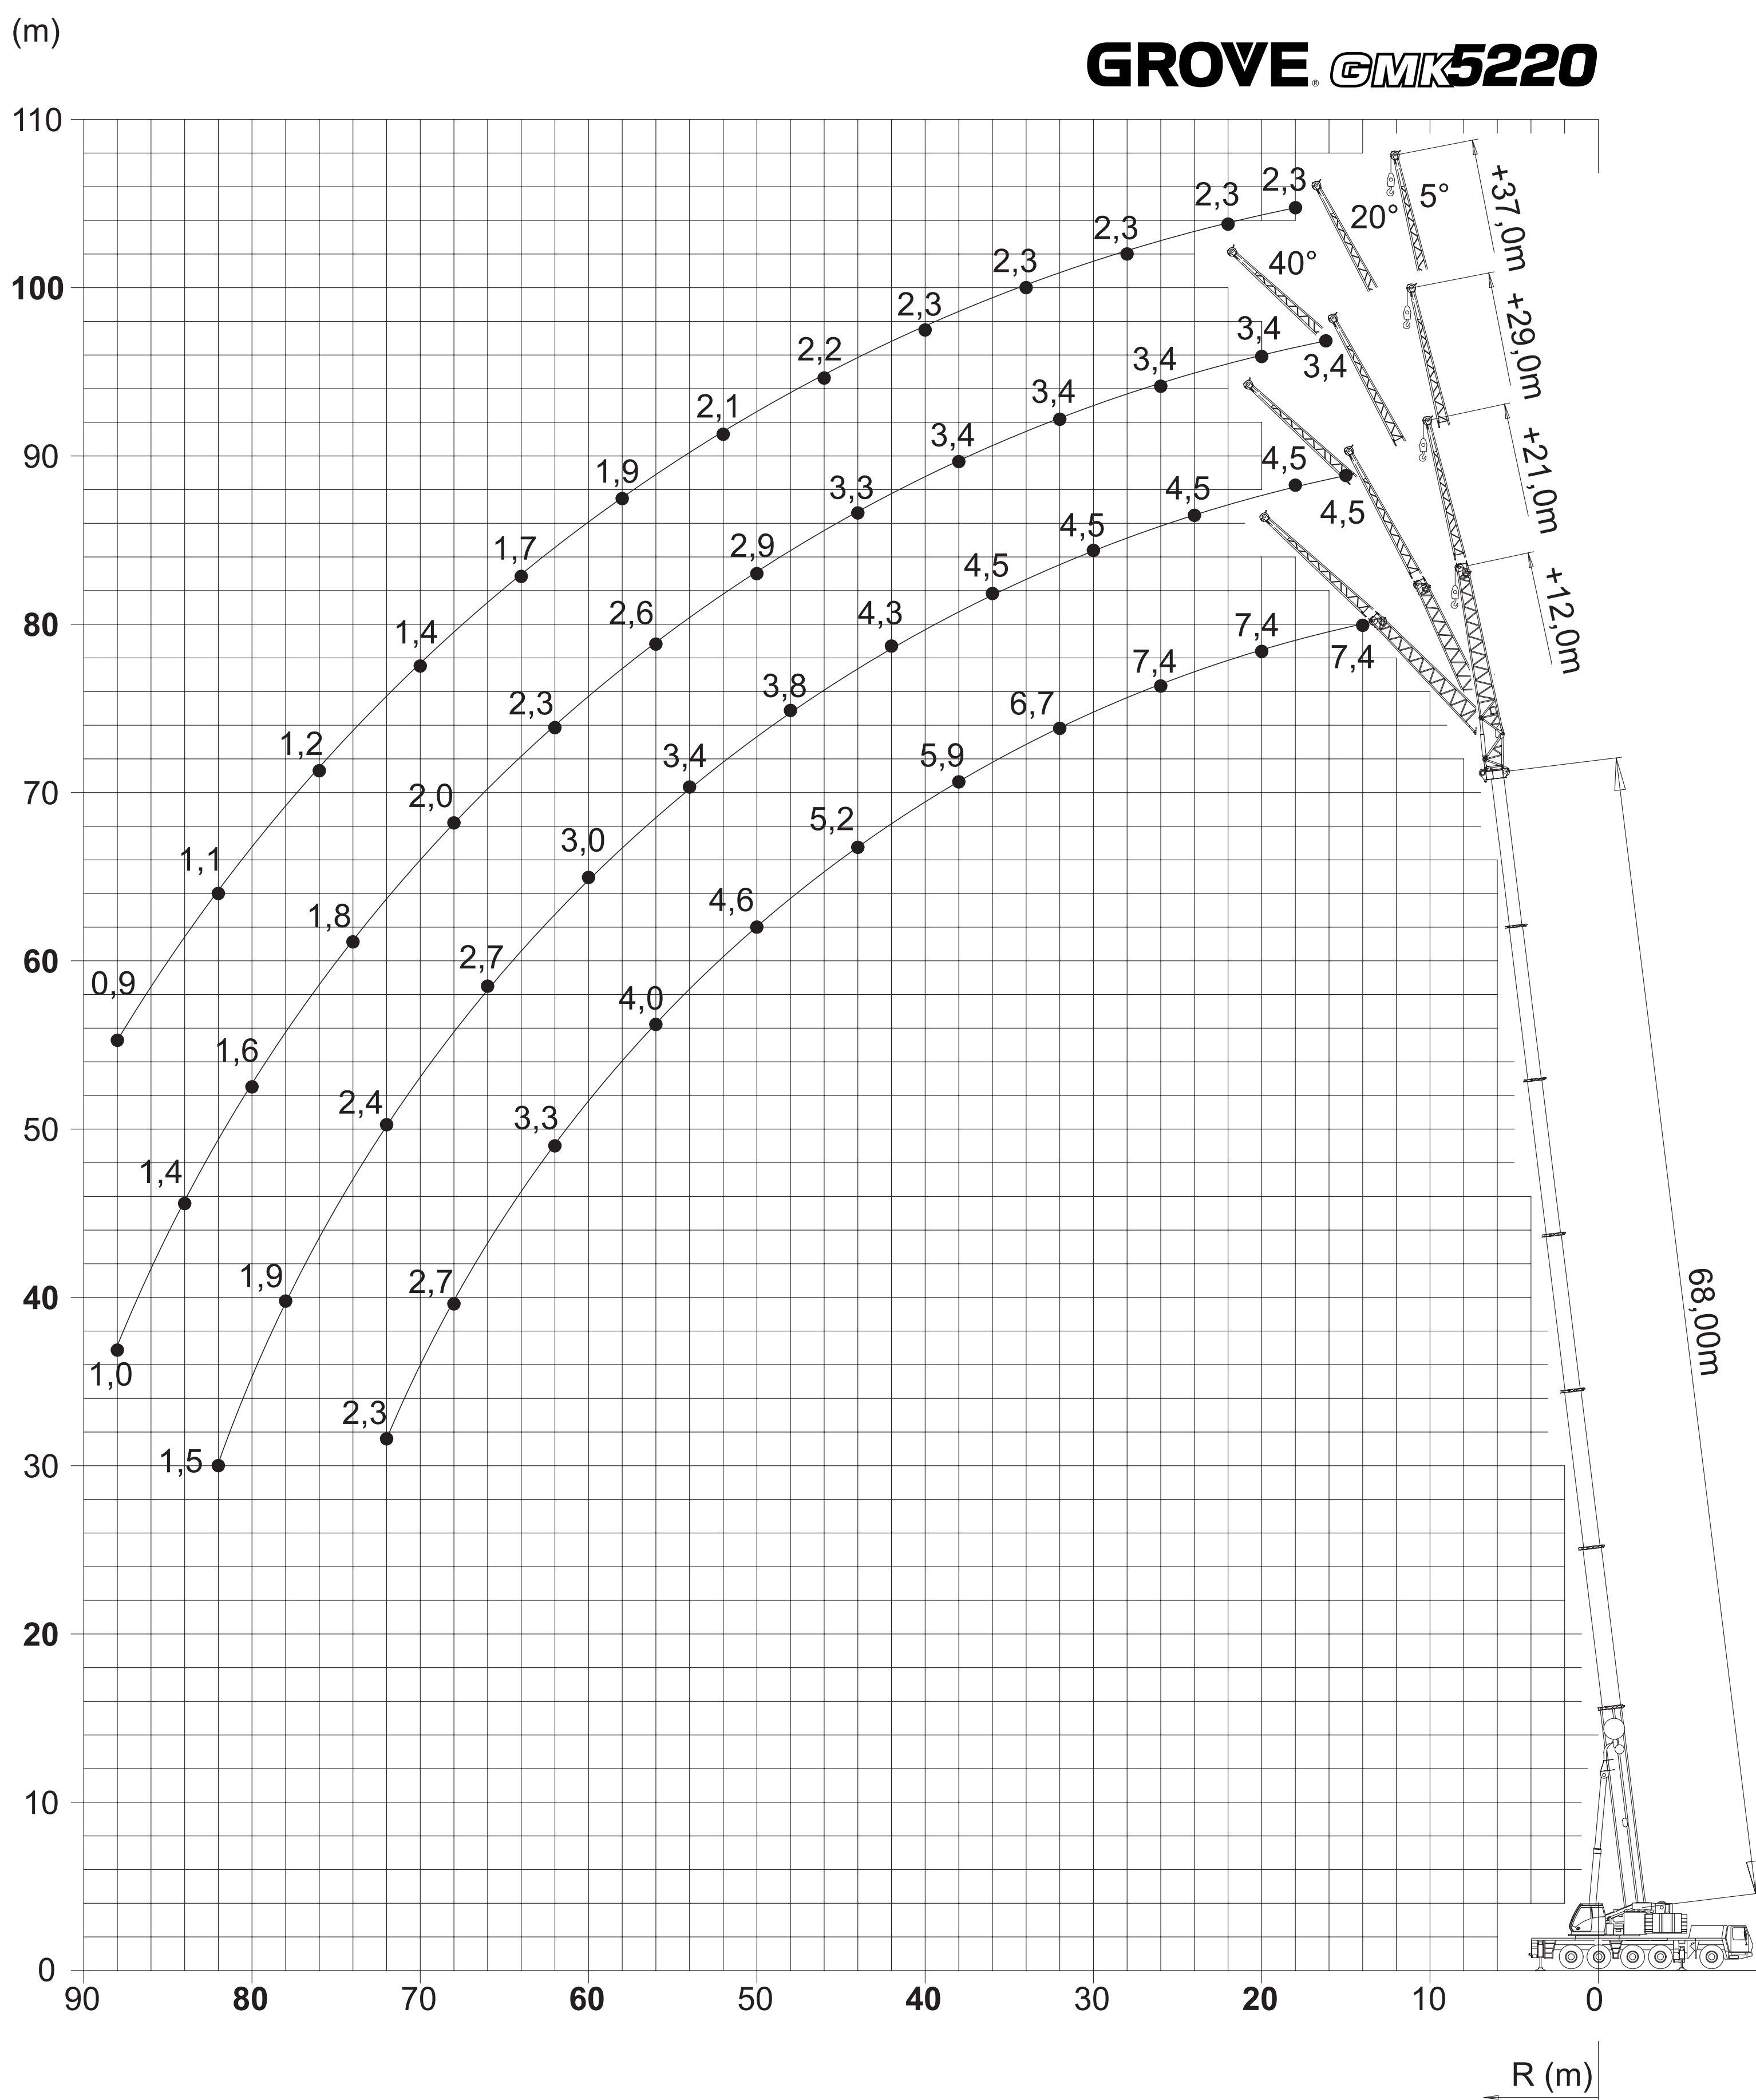 (m)
GROVE® GMK5220
110
100
90
80
70
60
50
40
30
20
10
0
90 80 70 60 50 40 30 20 10 0
R (m)
5°
20°
40°
+37,0m
+29,0m
+21,0m
+12,0m
68,00m
0,9 1,1 1,2 1,4 1,7 1,9 2,1 2,2 2,3 2,3 2,3 2,3 2,3
1,0 1,4 1,6 1,8 2,0 2,3 2,6 2,9 3,3 3,4 3,4 3,4 3,4 3,4
1,5 1,9 2,4 2,7 3,0 3,4 3,8 4,3 4,5 4,5 4,5 4,5 4,5
2,3 2,7 3,3 4,0 4,6 5,2 5,9 6,7 7,4 7,4 7,4